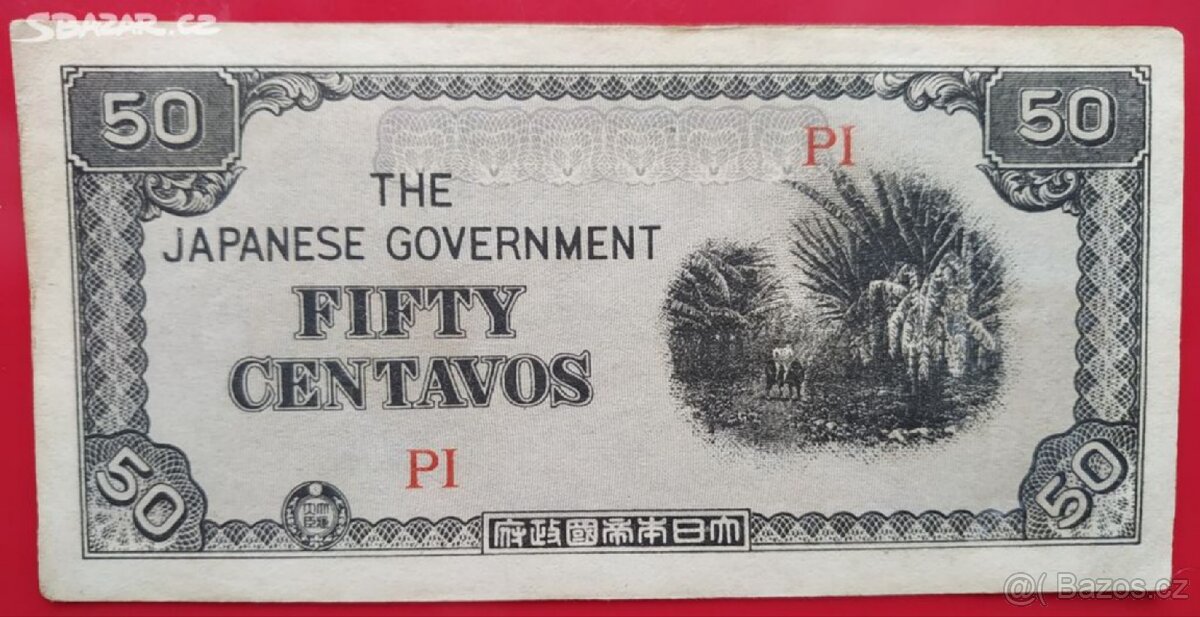 SBAZAR.CZ
50
50
PI
THE
JAPANESE GOVERNMENT
FIFTY
CENTAVOS
PI
50
50
府政國帝本日大
@( Bazos.cz